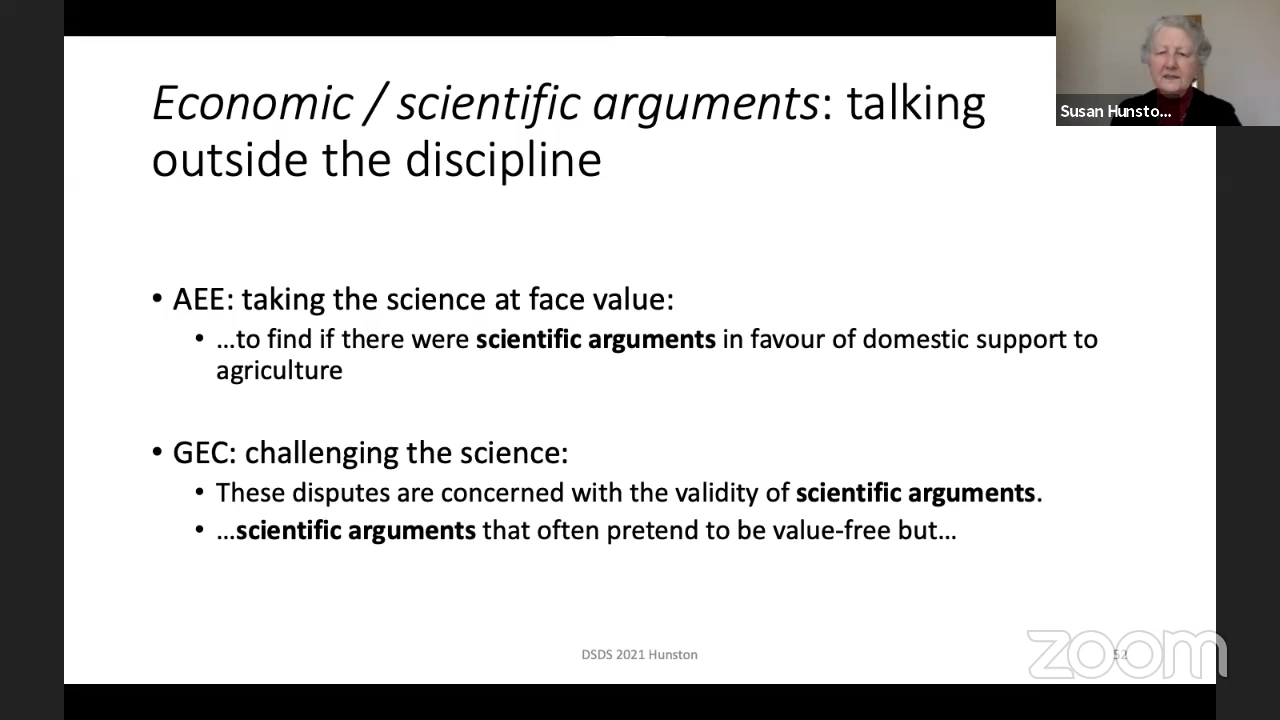 Economic / scientific arguments: talking
outside the discipline
Susan Hunsto...
• AEE: taking the science at face value:
• ...to find if there were scientific arguments in favour of domestic support to
agriculture
• GEC: challenging the science:
• These disputes are concerned with the validity of scientific arguments.
• ...scientific arguments that often pretend to be value-free but...
DSDS 2021 Hunston
52
zoom